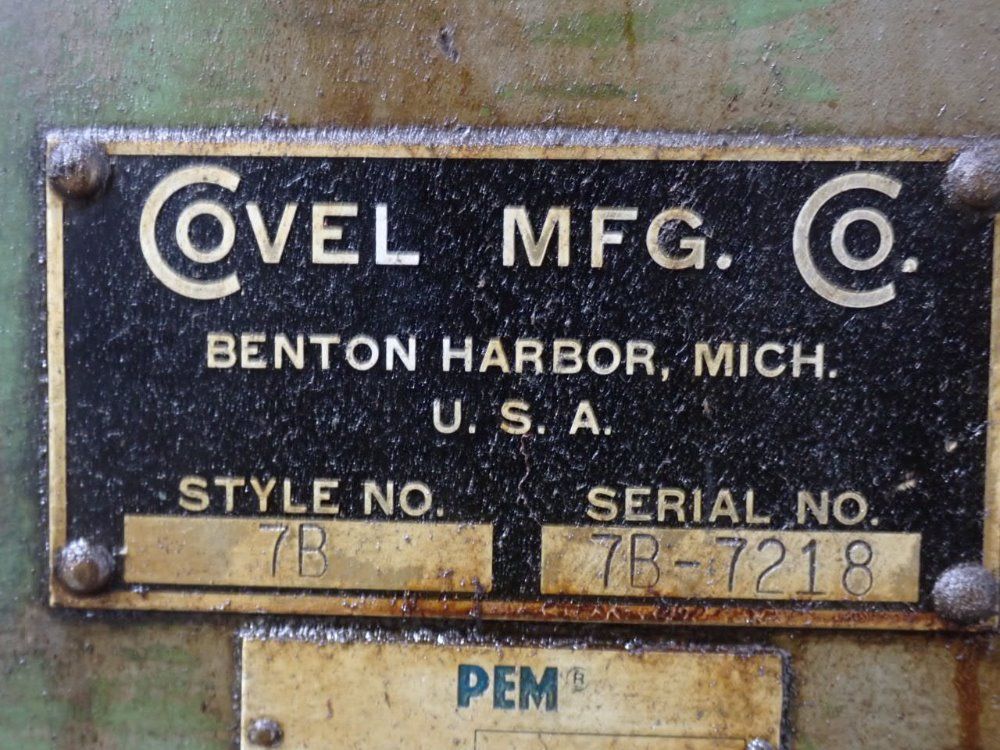 COVEL MFG. CO.
BENTON HARBOR, MICH.
U. S. A.
STYLE NO. SERIAL NO.
7B 7B-7218
PEM®